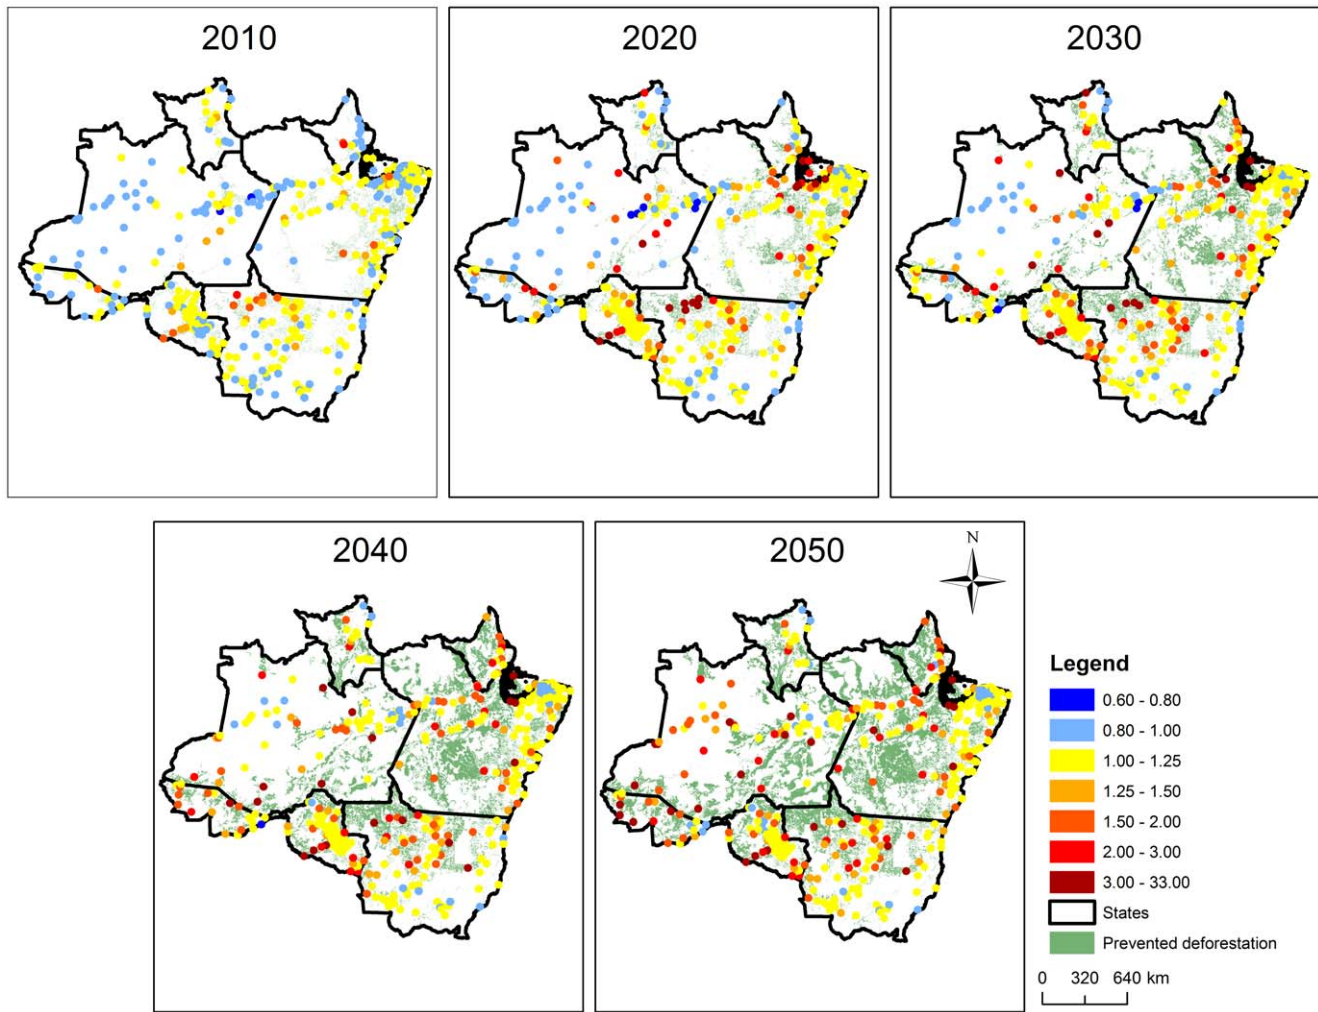 2010
2020
2030
2040
2050
N
Legend
0.60 - 0.80
0.80 - 1.00
1.00 - 1.25
1.25 - 1.50
1.50 - 2.00
2.00 - 3.00
3.00 - 33.00
States
Prevented deforestation
0 320 640 km